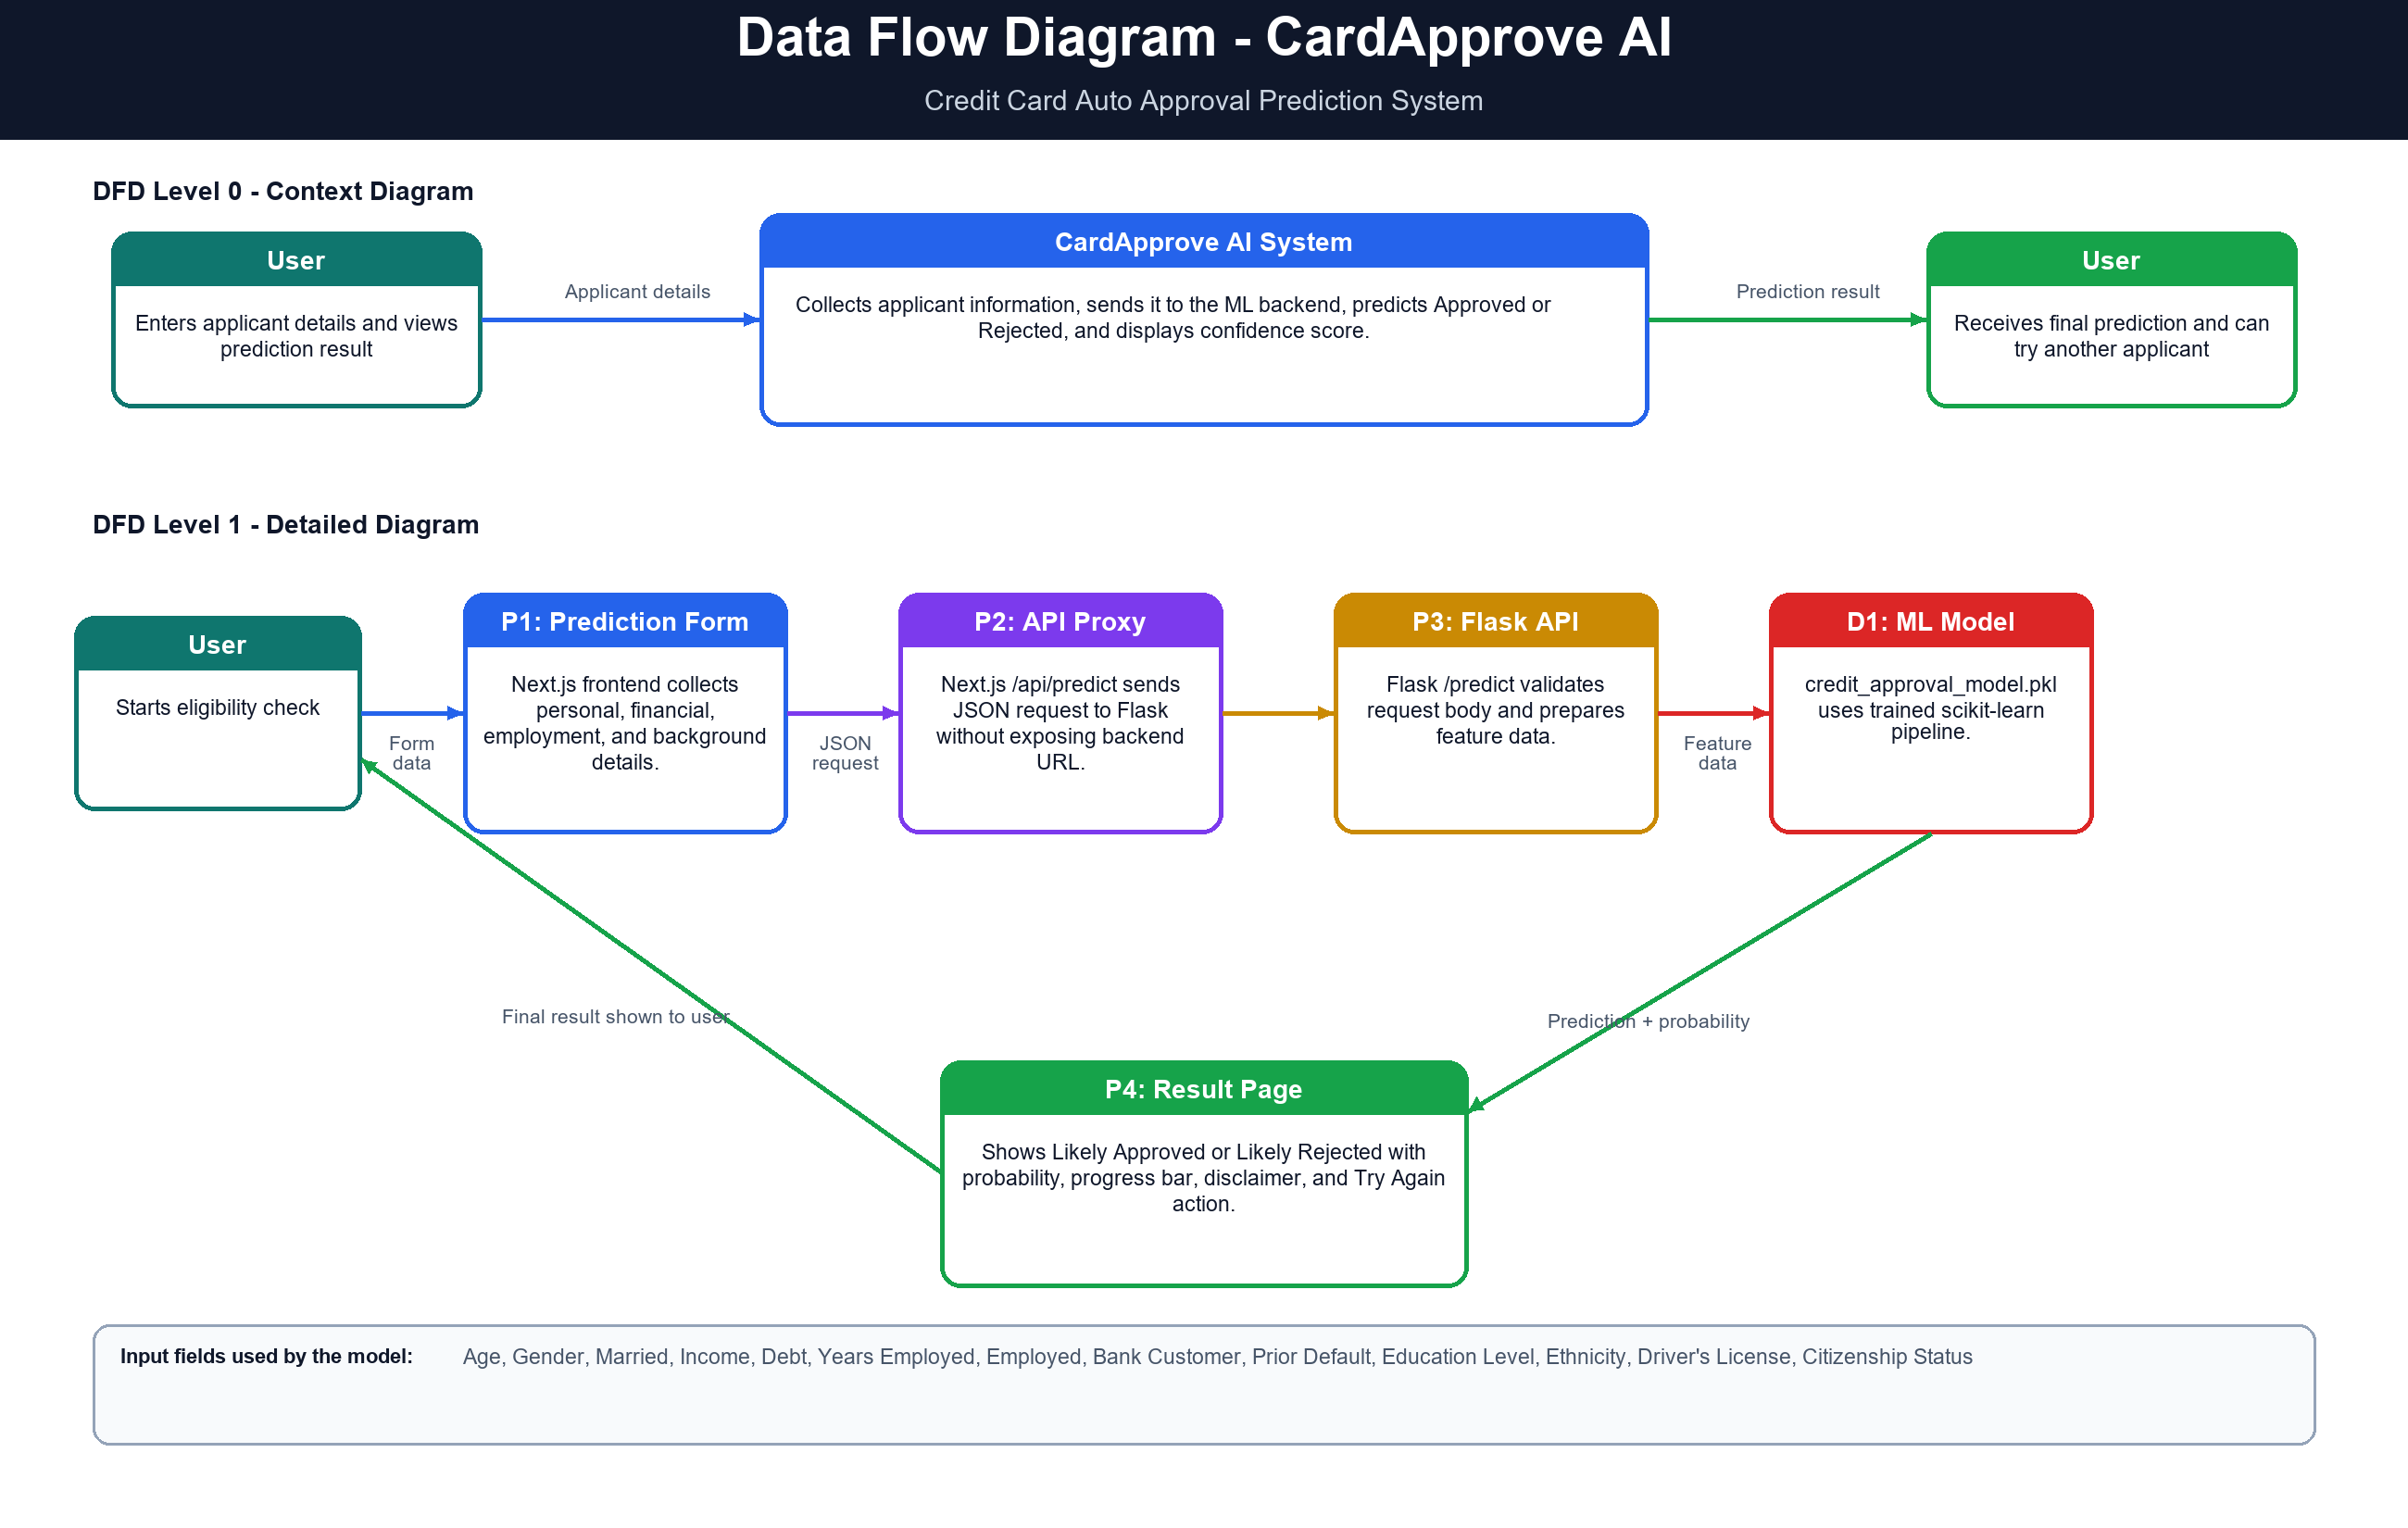 Data Flow Diagram - CardApprove AI
Credit Card Auto Approval Prediction System
DFD Level 0 - Context Diagram
User
Enters applicant details and views
prediction result
Applicant details
CardApprove AI System
Collects applicant information, sends it to the ML backend, predicts Approved or
Rejected, and displays confidence score.
Prediction result
User
Receives final prediction and can
try another applicant
DFD Level 1 - Detailed Diagram
User
Starts eligibility check
Form
data
P1: Prediction Form
Next.js frontend collects
personal, financial,
employment, and background
details.
JSON
request
P2: API Proxy
Next.js /api/predict sends
JSON request to Flask
without exposing backend
URL.
P3: Flask API
Flask /predict validates
request body and prepares
feature data.
Feature
data
D1: ML Model
credit_approval_model.pkl
uses trained scikit-learn
pipeline.
Final result shown to user
Prediction + probability
P4: Result Page
Shows Likely Approved or Likely Rejected with
probability, progress bar, disclaimer, and Try Again
action.
Input fields used by the model: Age, Gender, Married, Income, Debt, Years Employed, Employed, Bank Customer, Prior Default, Education Level, Ethnicity, Driver's License, Citizenship Status